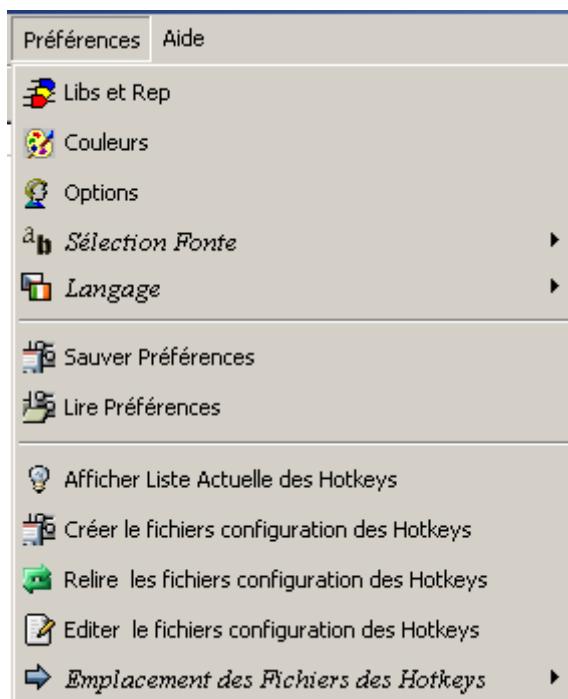 Préférences Aide
Libs et Rep
Couleurs
Options
Sélection Fonte
Langage
Sauver Préférences
Lire Préférences
Afficher Liste Actuelle des Hotkeys
Créer le fichiers configuration des Hotkeys
Relire les fichiers configuration des Hotkeys
Editer le fichiers configuration des Hotkeys
Emplacement des Fichiers des Hotkeys